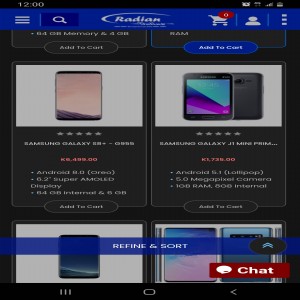 12:00
Radian
0
• 64 GB Memory & 4 GB
RAM
Add To Cart
Add To Cart
SAMSUNG GALAXY S8+ - G955
SAMSUNG GALAXY J1 MINI PRIM...
K5,499.00
K1,735.00
• Android 8.0 (Oreo)
• 6.2" Super AMOLED
Display
• 64 GB Internal & 6 GB
• Android 5.1 (Lollipop)
• 5.0 Megapixel Camera
• 1GB RAM, 8GB Internal
Add To Cart
Add To Cart
REFINE & SORT
Chat